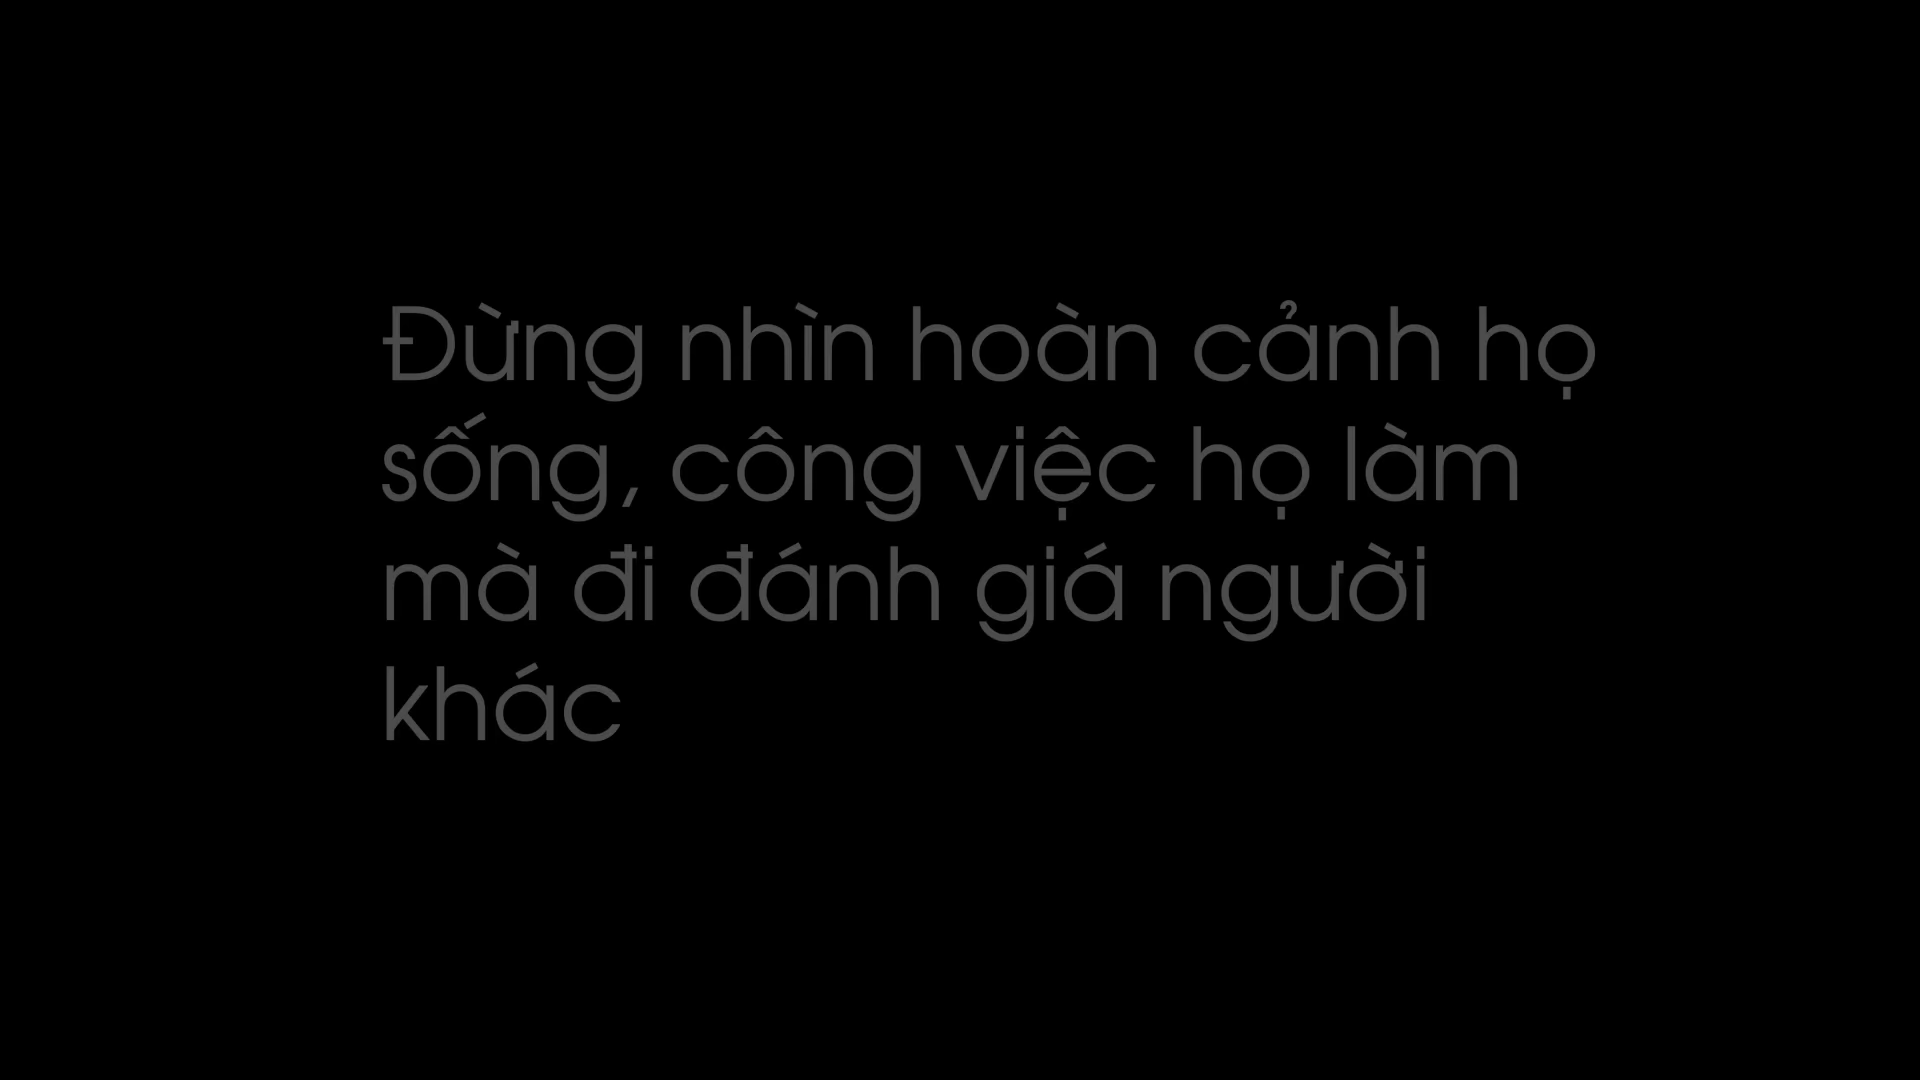 Đừng nhìn hoàn cảnh họ
sống, công việc họ làm
mà đi đánh giá người
khác